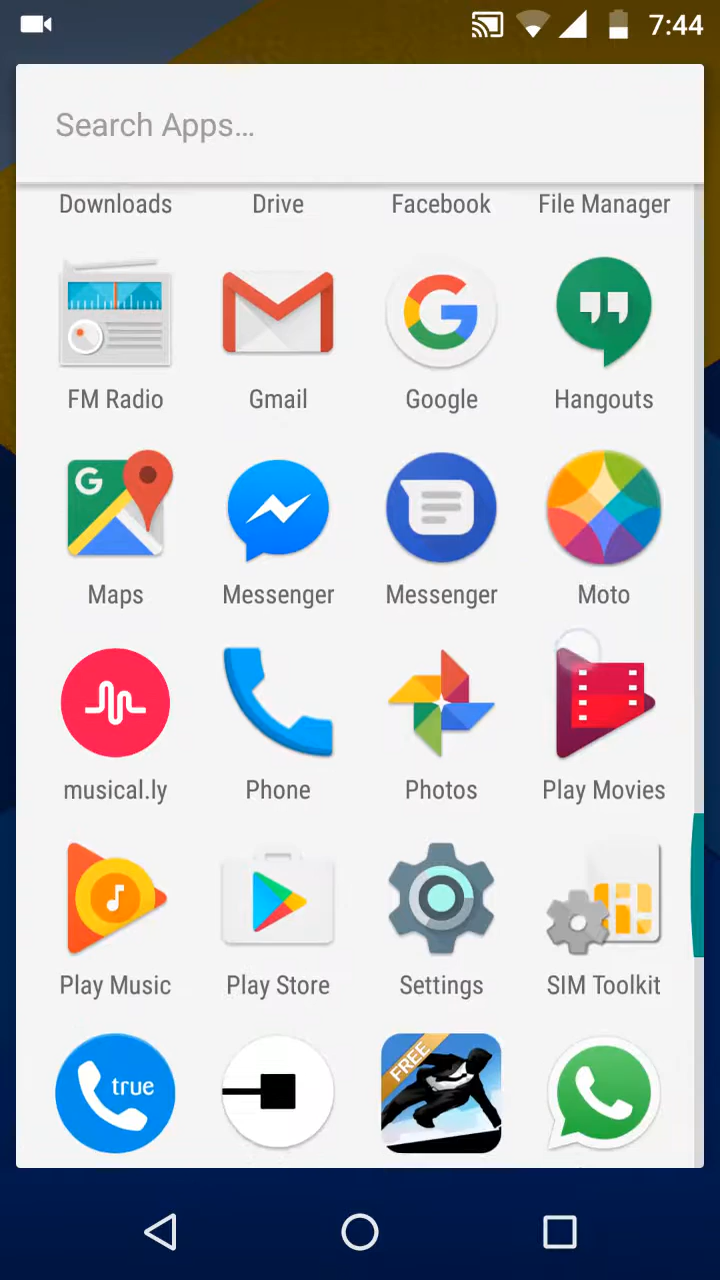 7:44
Search Apps...
Downloads Drive Facebook File Manager
FM Radio Gmail Google Hangouts
G
Maps Messenger Messenger Moto
musical.ly Phone Photos Play Movies
Play Music Play Store Settings SIM Toolkit
true FREE